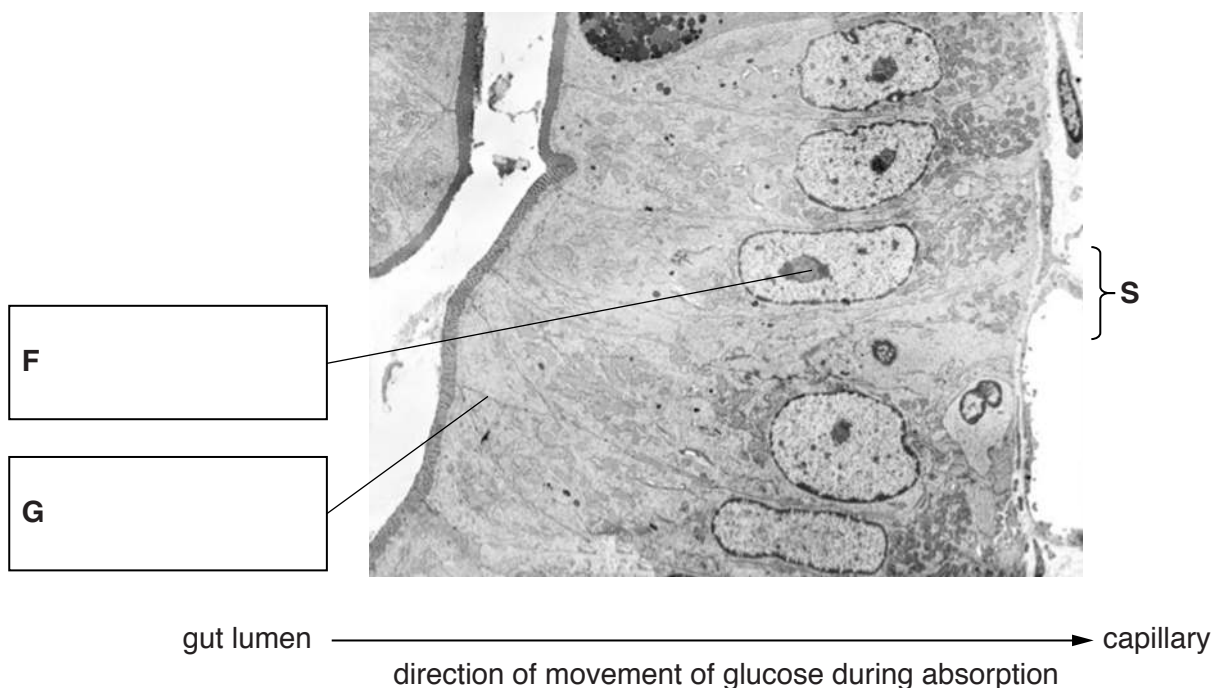 S
F
G
gut lumen
capillary
direction of movement of glucose during absorption